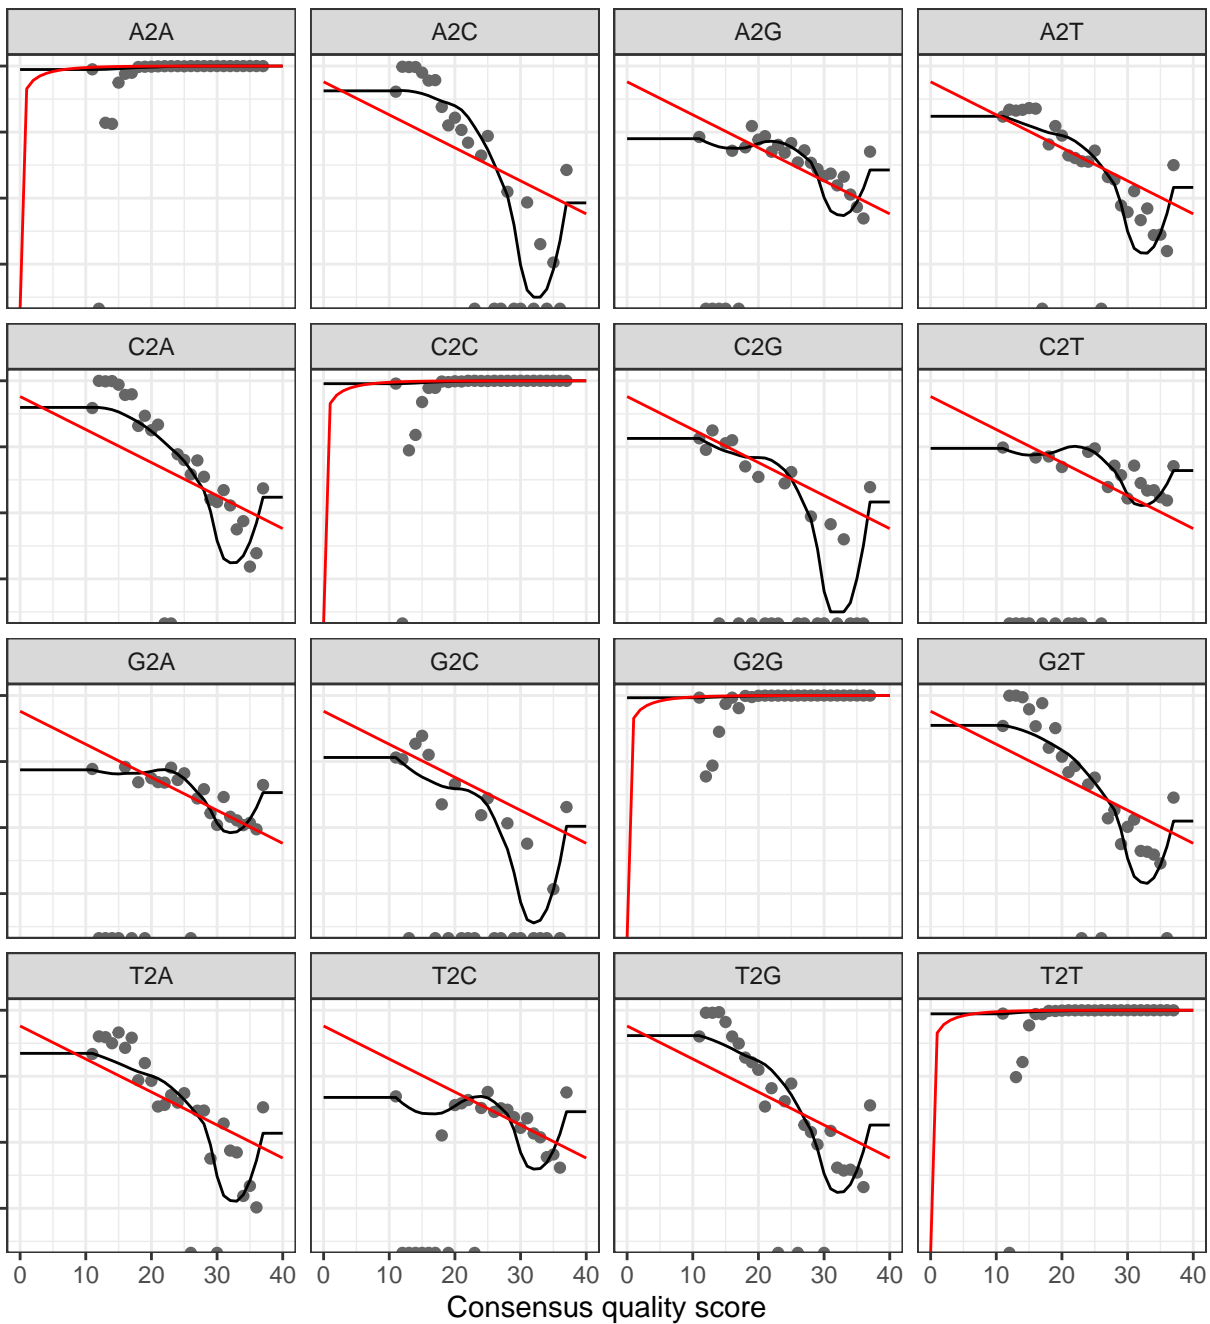 A2A A2C A2G A2T
C2A C2C C2G C2T
G2A G2C G2G G2T
T2A T2C T2G T2T
0 10 20 30 40 0 10 20 30 40 0 10 20 30 40 0 10 20 30 40
Consensus quality score